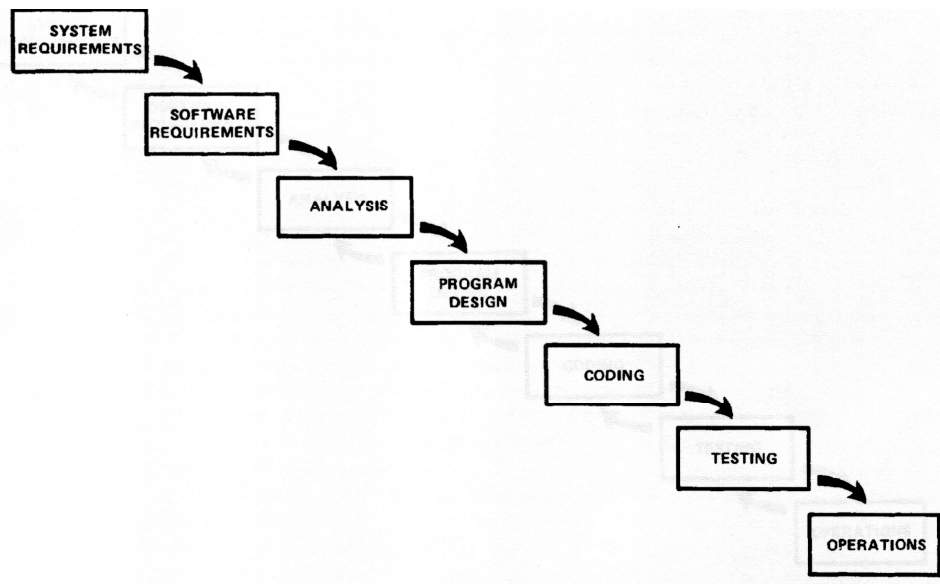 SYSTEM
REQUIREMENTS
SOFTWARE
REQUIREMENTS
ANALYSIS
PROGRAM
DESIGN
CODING
TESTING
OPERATIONS